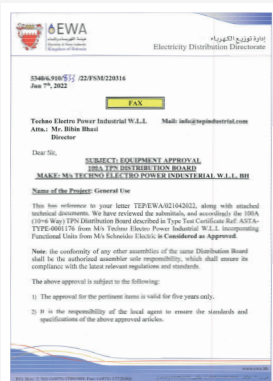 EWA
إدارة توزيع الكهرباء
Electricity Distribution Directorate
5340/6.910/ /22/FSM/220316
Jun 7th, 2022
FAX
Techno Electro Power Industrial W.L.L Mail: info@tepindustrial.com
Attn.: Mr. Bibin Bhasi
Director
Dear Sir,
SUBJECT: EQUIPMENT APPROVAL
100A TPN DISTRIBUTION BOARD
MAKE: M/S TECHNO ELECTRO POWER INDUSTERIAL W.L.L, BH
Name of the Project: General Use
This has reference to your letter TEP/EWA/021042022, along with attached
technical documents. We have reviewed the submittals, and accordingly the 100A
(10+6 Way) TPN Distribution Board described in Type Test Certificate Ref: ASTA-
TYPE-0001176 from M/s Techno Electro Power Industrial W.L.L incorporating
Functional Units from M/s Schneider Electric is Considered as Approved.
Note: the conformity of any other assemblies of the same Distribution Board
shall be the authorized assembler sole responsibility, which shall ensure its
compliance with the latest relevant regulations and standards.
The above approval is subject to the following:
1) The approval for the pertinent items is valid for five years only.
2) It is the responsibility of the local agent to ensure the standards and
specifications of the above approved articles.